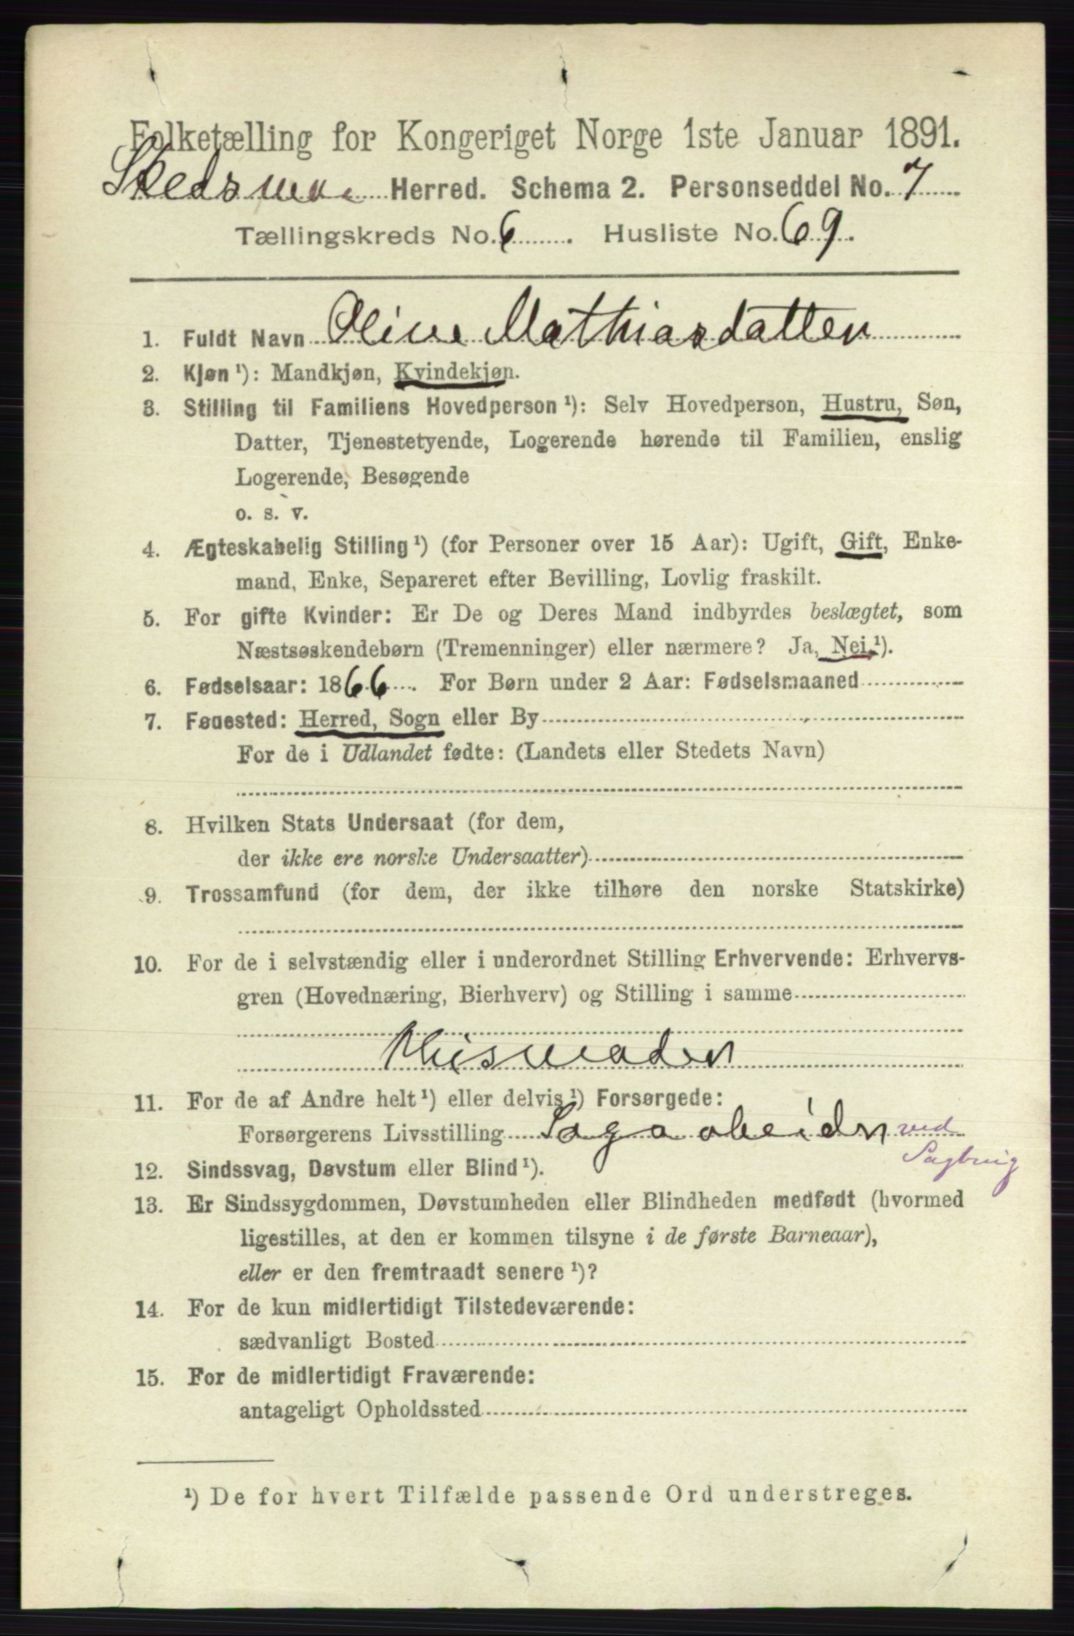 Folketælling for Kongeriget Norge 1ste Januar 1891.
Skedsmo Herred. Schema 2. Personseddel No. 7
Tællingskreds No. 6. Husliste No. 69.
1. Fuldt Navn Oline Mathiasdatter
2. Kjøn ¹): Mandkjøn, Kvindekjøn.
3. Stilling til Familiens Hovedperson ¹): Selv Hovedperson, Hustru, Søn,
Datter, Tjenestetyende, Logerende hørende til Familien, enslig
Logerende, Besøgende
o. s. v.
4. Ægteskabelig Stilling ¹) (for Personer over 15 Aar): Ugift, Gift, Enke-
mand, Enke, Separeret efter Bevilling, Lovlig fraskilt.
5. For gifte Kvinder: Er De og Deres Mand indbyrdes beslægtet, som
Næstsøskendebørn (Tremenninger) eller nærmere? Ja, Nei ¹).
6. Fødselsaar: 1866. For Børn under 2 Aar: Fødselsmaaned
7. Fødested: Herred, Sogn eller By
For de i Udlandet fødte: (Landets eller Stedets Navn)
8. Hvilken Stats Undersaat (for dem,
der ikke ere norske Undersaatter)
9. Trossamfund (for dem, der ikke tilhøre den norske Statskirke)
10. For de i selvstændig eller i underordnet Stilling Erhvervende: Erhvervs-
gren (Hovednæring, Bierhverv) og Stilling i samme
Husmoder
11. For de af Andre helt ¹) eller delvis ¹) Forsørgede:
Forsørgerens Livsstilling Sagaabeider ved
Sagbrug
12. Sindssvag, Døvstum eller Blind ¹).
13. Er Sindssygdommen, Døvstumheden eller Blindheden medfødt (hvormed
ligestilles, at den er kommen tilsyne i de første Barneaar),
eller er den fremtraadt senere ¹)?
14. For de kun midlertidigt Tilstedeværende:
sædvanligt Bosted
15. For de midlertidigt Fraværende:
antageligt Opholdssted
¹) De for hvert Tilfælde passende Ord understreges.